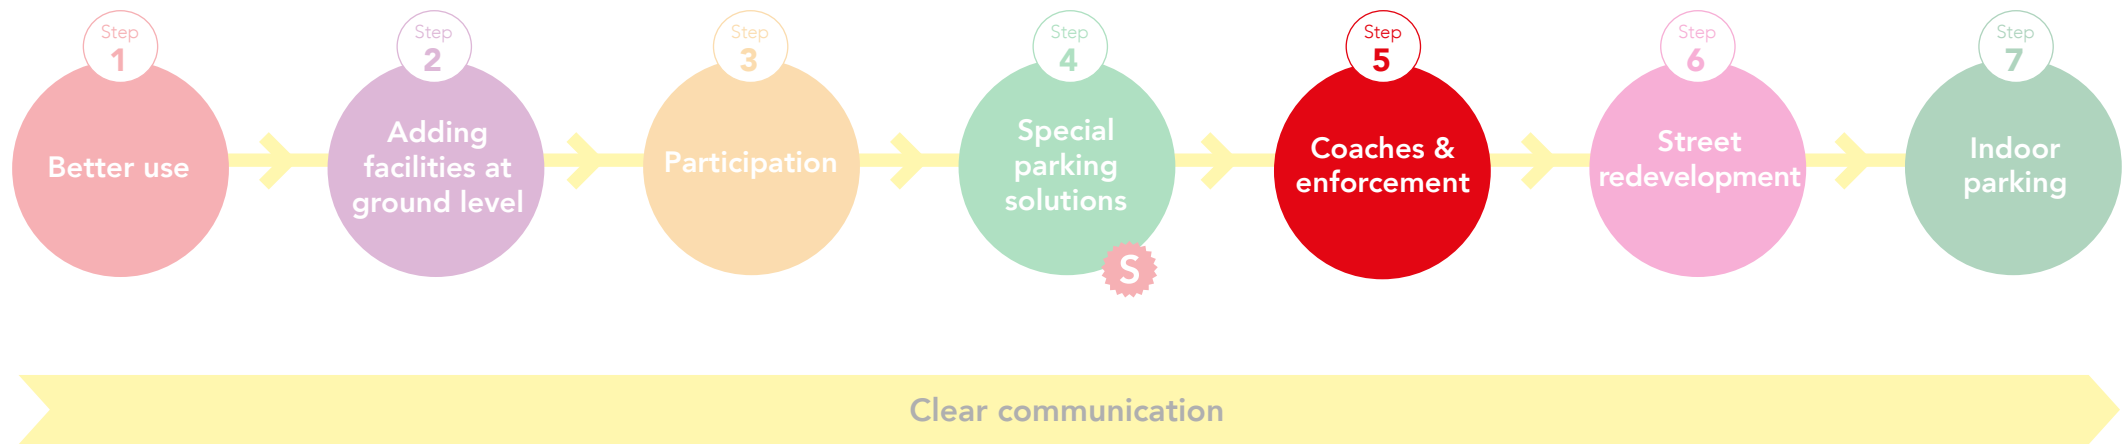 Step
1
Better use
Step
2
Adding
facilities at
ground level
Step
3
Participation
Step
4
Special
parking
solutions
S
Step
5
Coaches &
enforcement
Step
6
Street
redevelopment
Step
7
Indoor
parking
Clear communication